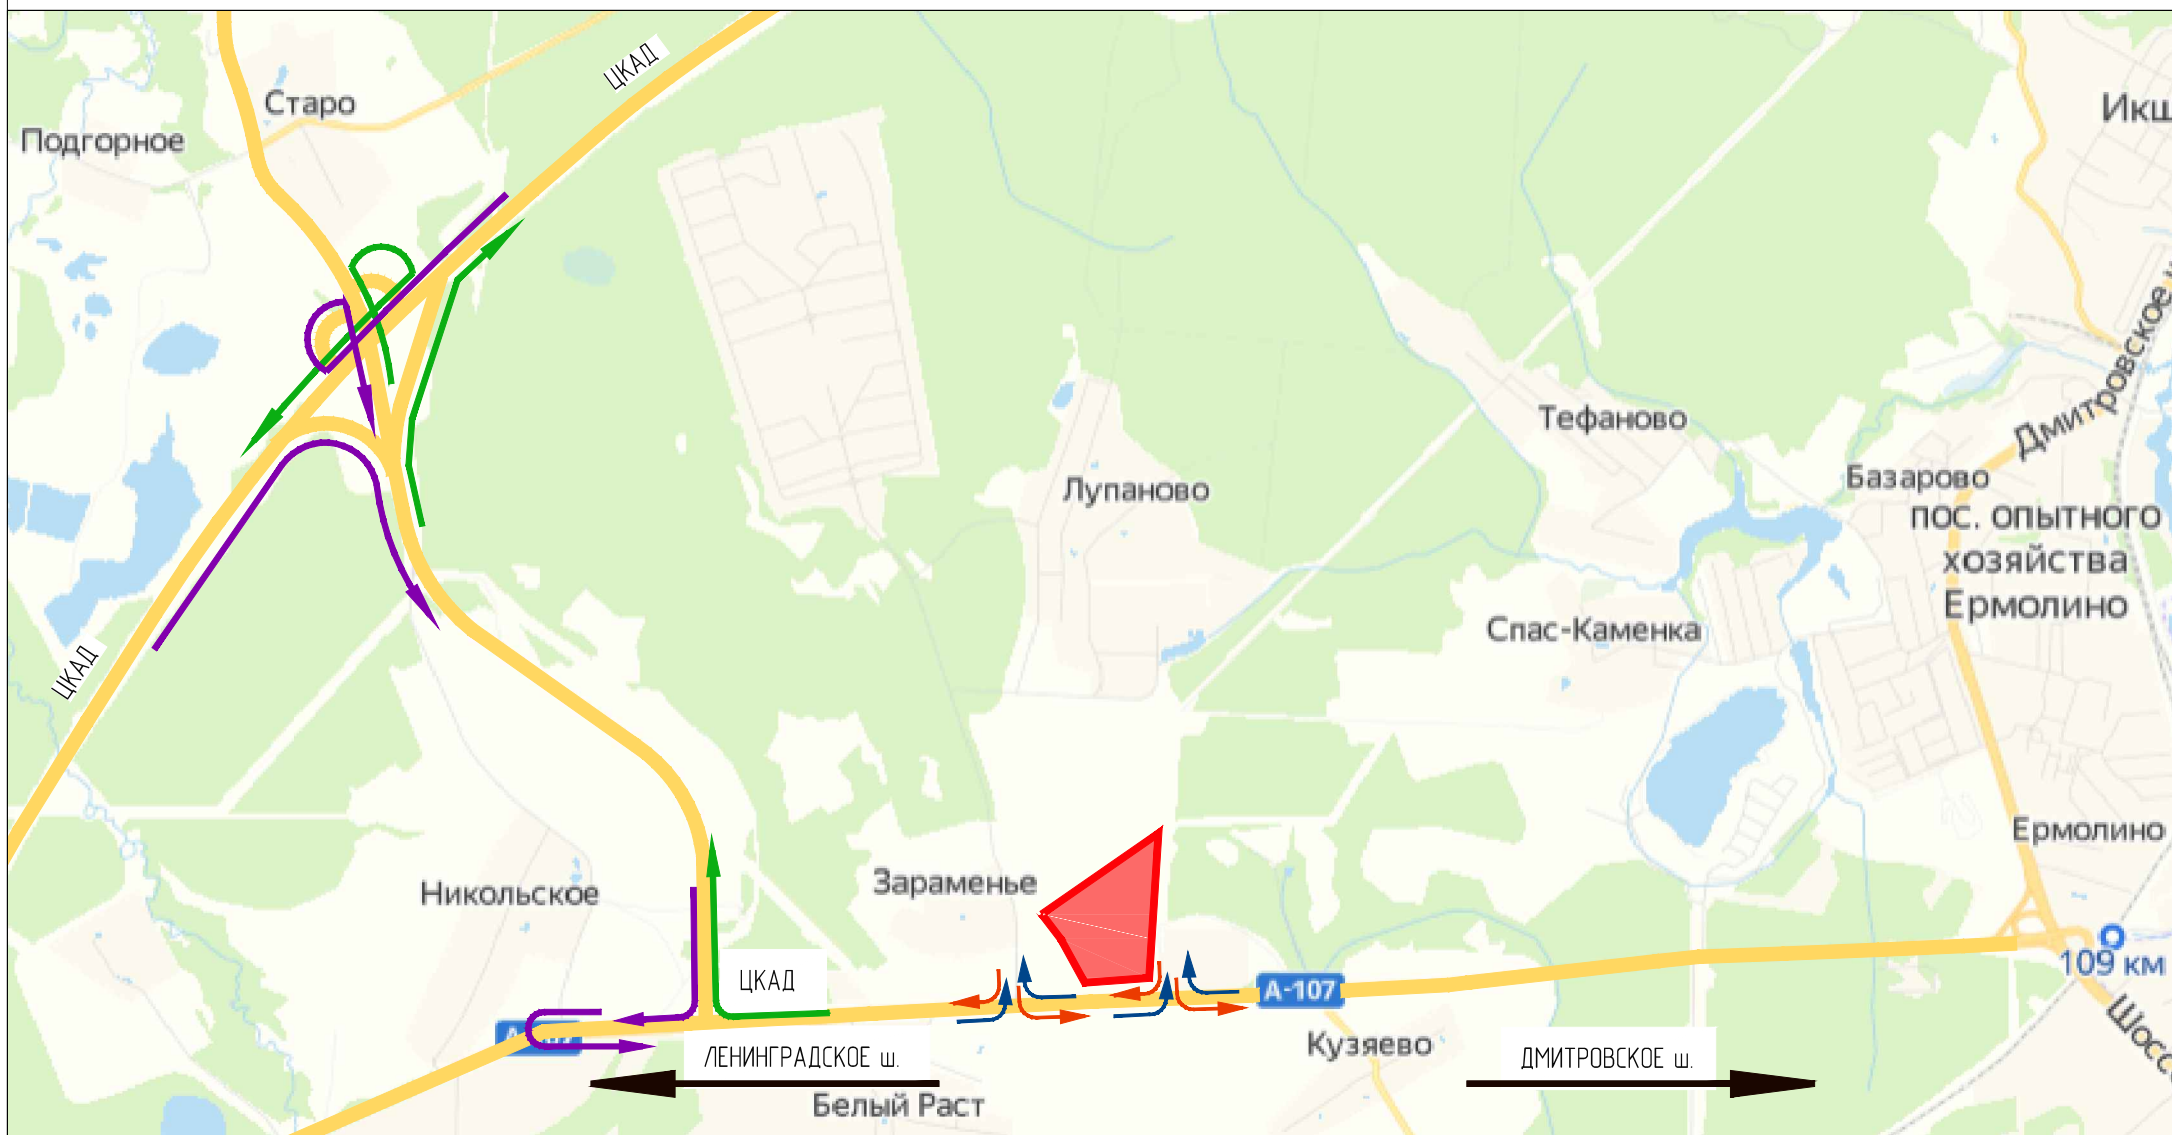 ЦКАД
Старо
Икш
Подгорное
Дмитровское
Тефаново
Базарово
Лупаново
пос. опытного
хозяйства
Ермолино
Спас-Каменка
ЦКАД
Ермолино
Зараменье
Никольское
109 км
ЦКАД
А-107
Шосс
Кузяево
ЛЕНИНГРАДСКОЕ ш.
ДМИТРОВСКОЕ ш.
Белый Раст